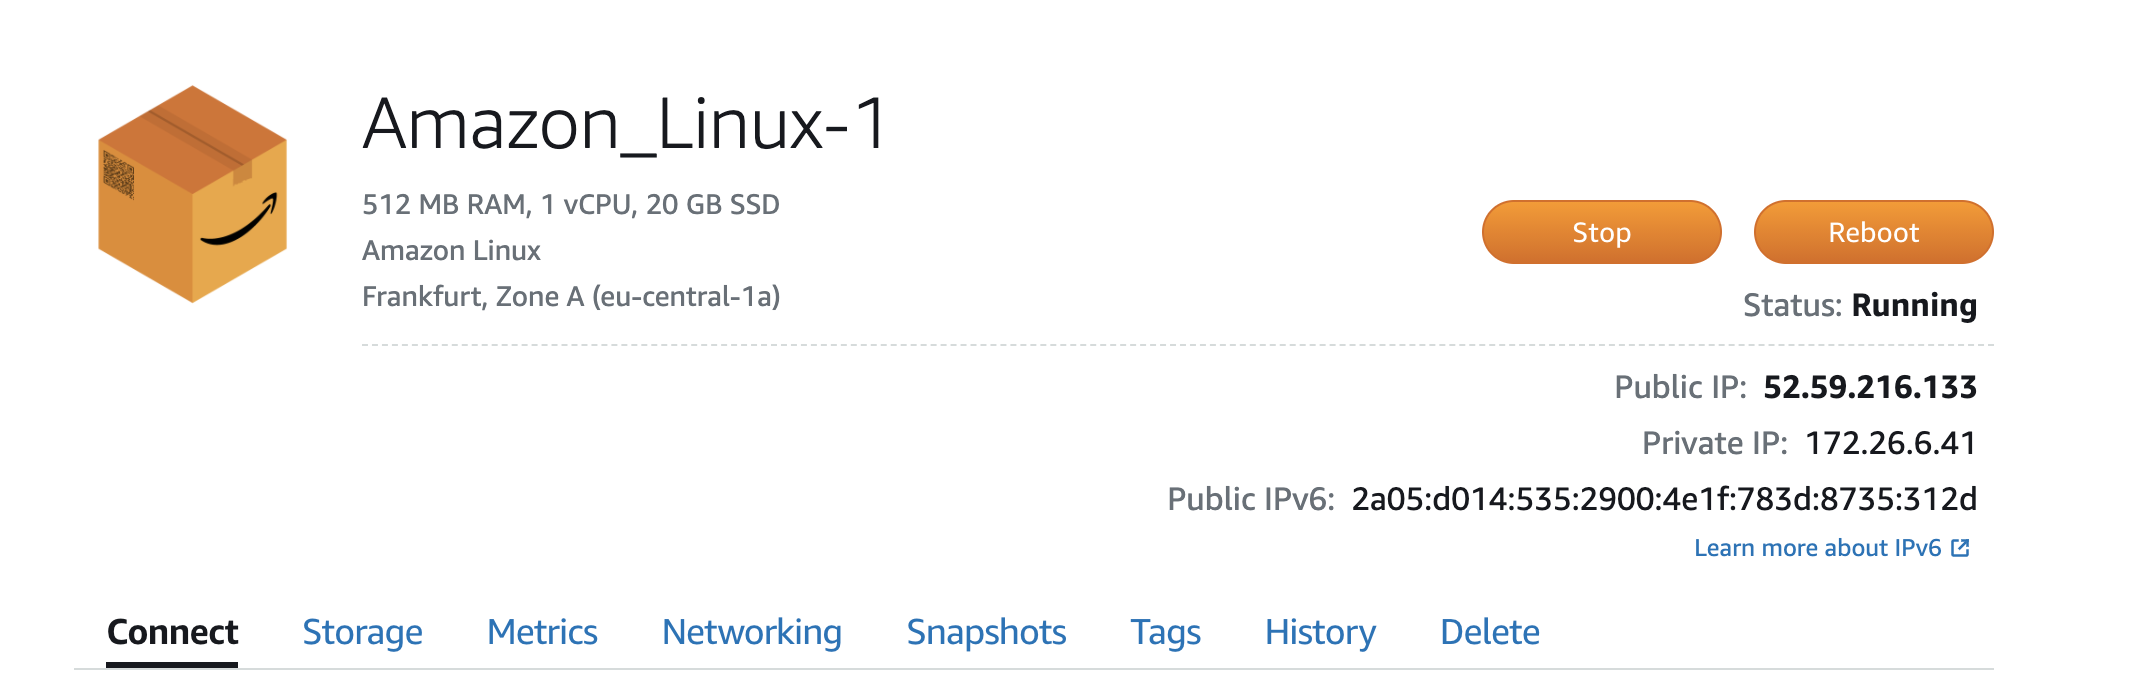 Amazon_Linux-1
512 MB RAM, 1 vCPU, 20 GB SSD
Amazon Linux
Frankfurt, Zone A (eu-central-1a)
Stop
Reboot
Status: Running
Public IP: 52.59.216.133
Private IP: 172.26.6.41
Public IPv6: 2a05:d014:535:2900:4e1f:783d:8735:312d
Learn more about IPv6
Connect Storage Metrics Networking Snapshots Tags History Delete